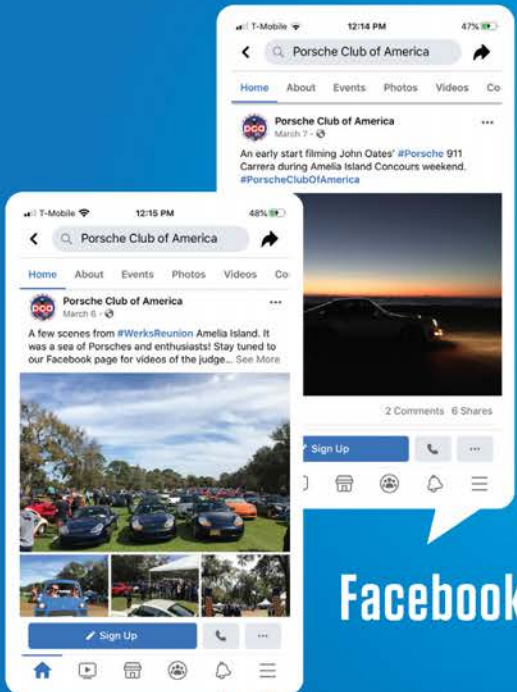 T-Mobile 12:14 PM 47%
Porsche Club of America
Home About Events Photos Videos Co
PCA
Porsche Club of America
March 7
An early start filming John Oates' #Porsche 911
Carrera during Amelia Island Concours weekend.
#PorscheClubOfAmerica
2 Comments 6 Shares
Sign Up
T-Mobile 12:15 PM 48%
Porsche Club of America
Home About Events Photos Videos Co
PCA
Porsche Club of America
March 6
A few scenes from #WerksReunion Amelia Island. It
was a sea of Porsches and enthusiasts! Stay tuned to
our Facebook page for videos of the judge... See More
Sign Up
Facebook